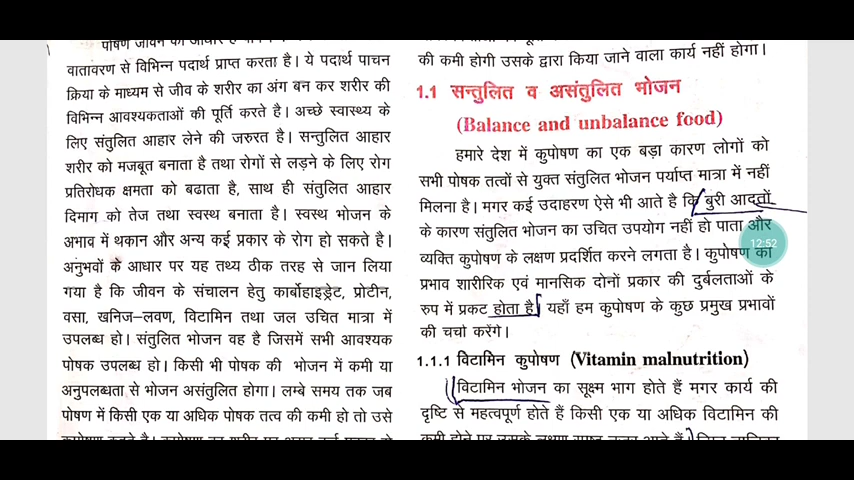 पोषण जीवन का आधार है
वातावरण से विभिन्न पदार्थ प्राप्त करता है। ये पदार्थ पाचन
क्रिया के माध्यम से जीव के शरीर का अंग बन कर शरीर की
विभिन्न आवश्यकताओं की पूर्ति करते है। अच्छे स्वास्थ्य के
लिए संतुलित आहार लेने की जरुरत है। सन्तुलित आहार
शरीर को मजबूत बनाता है तथा रोगों से लड़ने के लिए रोग
प्रतिरोधक क्षमता को बढाता है, साथ ही संतुलित आहार
दिमाग को तेज तथा स्वस्थ बनाता है। स्वस्थ भोजन के
अभाव में थकान और अन्य कई प्रकार के रोग हो सकते है।
अनुभवों के आधार पर यह तथ्य ठीक तरह से जान लिया
गया है कि जीवन के संचालन हेतु कार्बोहाइड्रेट, प्रोटीन,
वसा, खनिज–लवण, विटामिन तथा जल उचित मात्रा में
उपलब्ध हो। संतुलित भोजन वह है जिसमें सभी आवश्यक
पोषक उपलब्ध हो। किसी भी पोषक की भोजन में कमी या
अनुपलब्धता से भोजन असंतुलित होगा। लम्बे समय तक जब
पोषण में किसी एक या अधिक पोषक तत्व की कमी हो तो उसे
की कमी होगी उसके द्वारा किया जाने वाला कार्य नहीं होगा।
1.1 सन्तुलित व असंतुलित भोजन
(Balance and unbalance food)
हमारे देश में कुपोषण का एक बड़ा कारण लोगों को
सभी पोषक तत्वों से युक्त संतुलित भोजन पर्याप्त मात्रा में नहीं
मिलना है। मगर कई उदाहरण ऐसे भी आते है कि बुरी आदतों
के कारण संतुलित भोजन का उचित उपयोग नहीं हो पाता और
व्यक्ति कुपोषण के लक्षण प्रदर्शित करने लगता है। कुपोषण का
12:52
प्रभाव शारीरिक एवं मानसिक दोनों प्रकार की दुर्बलताओं के
रुप में प्रकट होता है। यहाँ हम कुपोषण के कुछ प्रमुख प्रभावों
की चर्चा करेंगे।
1.1.1 विटामिन कुपोषण (Vitamin malnutrition)
विटामिन भोजन का सूक्ष्म भाग होते हैं मगर कार्य की
दृष्टि से महत्वपूर्ण होते हैं किसी एक या अधिक विटामिन की